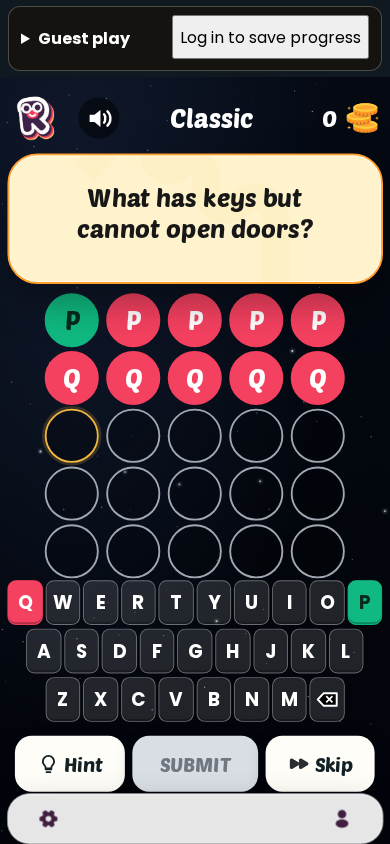 ▶ Guest play
Log in to save progress
R
Classic
0
What has keys but
cannot open doors?
P P P P P
Q Q Q Q Q
Q W E R T Y U I O P
A S D F G H J K L
Z X C V B N M
Hint
SUBMIT
Skip